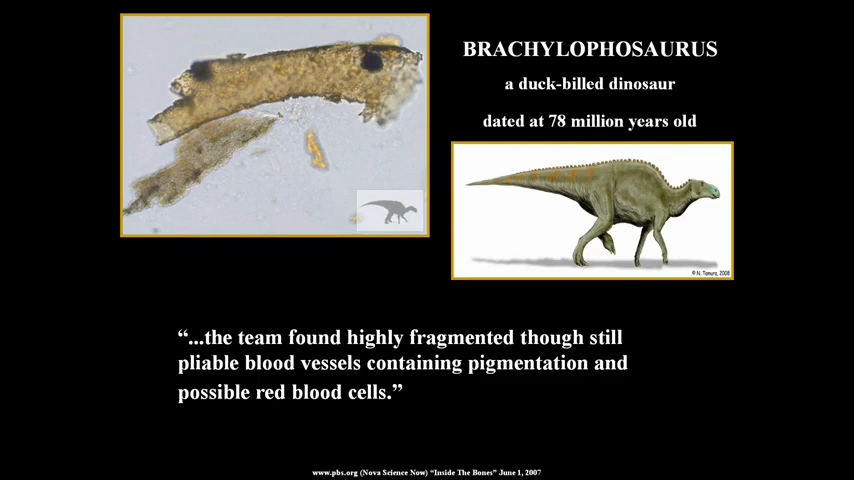 BRACHYLOPHOSAURUS
a duck-billed dinosaur
dated at 78 million years old
© N. Tamura, 2008
“...the team found highly fragmented though still
pliable blood vessels containing pigmentation and
possible red blood cells.”
www.pbs.org (Nova Science Now) “Inside The Bones” June 1, 2007